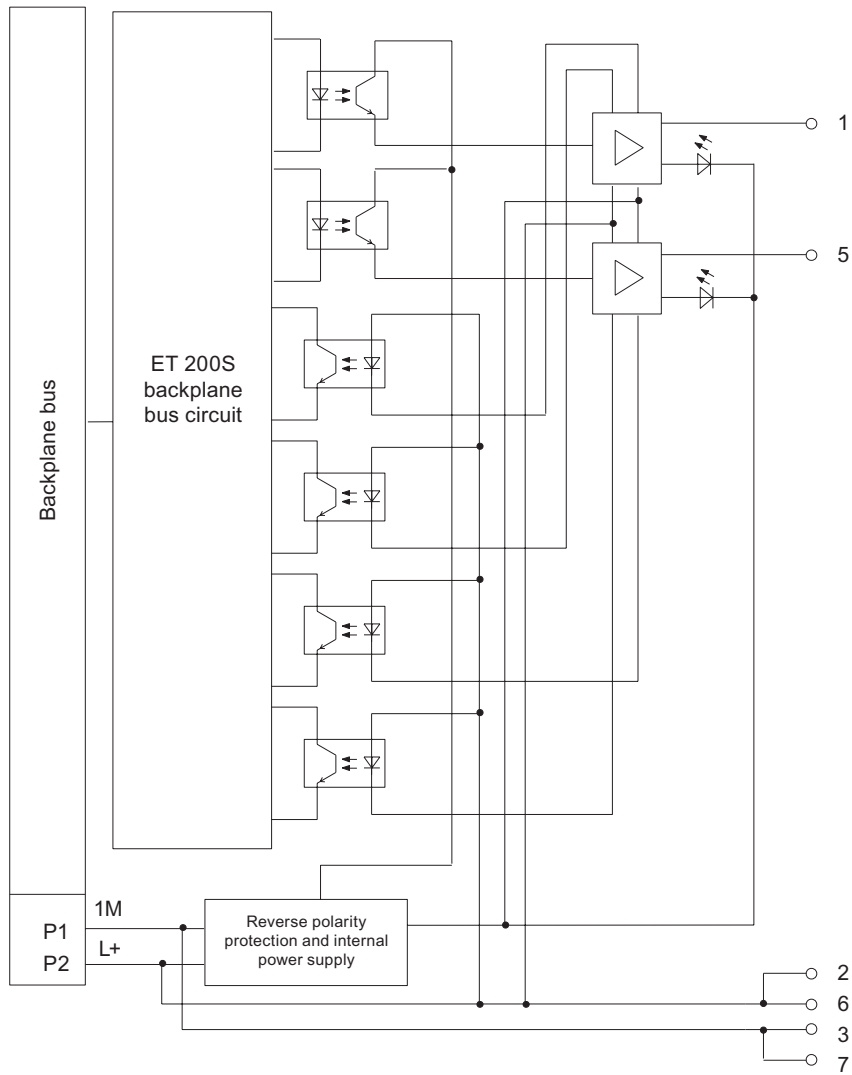 Backplane bus
ET 200S
backplane
bus circuit
1
5
P1
1M
P2
L+
Reverse polarity
protection and internal
power supply
2
6
3
7